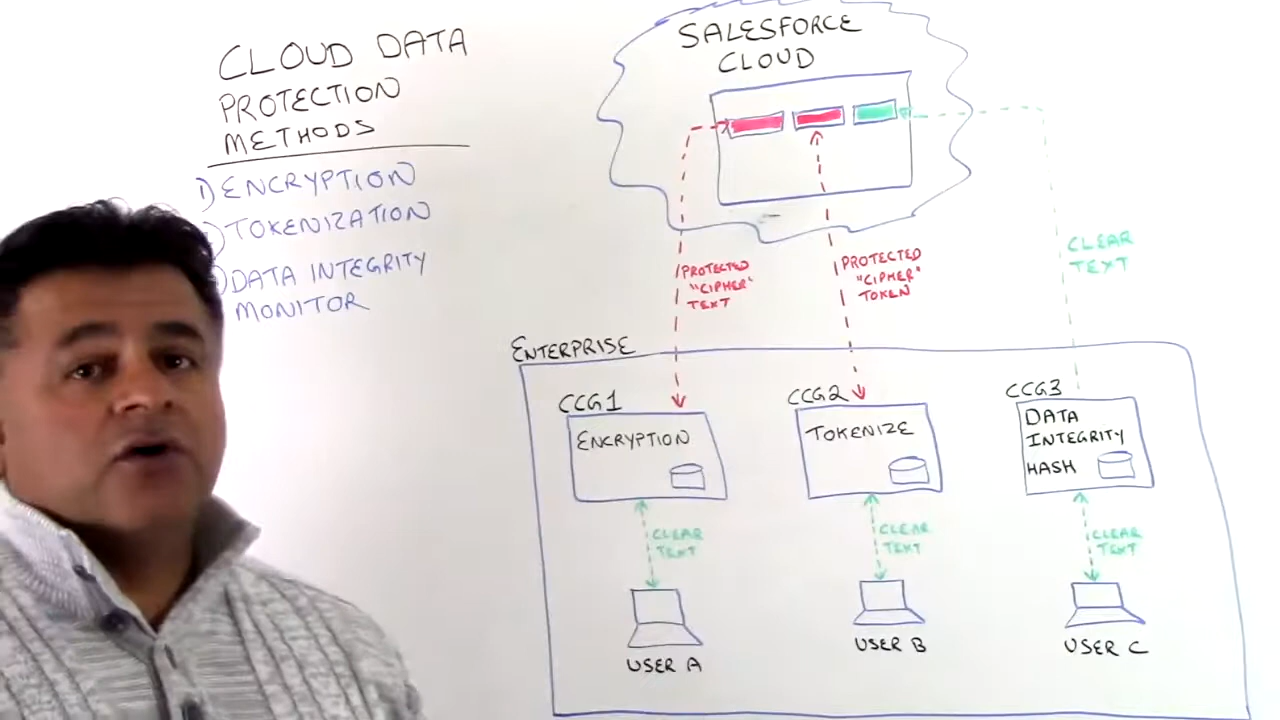 CLOUD DATA
PROTECTION
METHODS
1) ENCRYPTION
) TOKENIZATION
) DATA INTEGRITY
MONITOR
SALESFORCE
CLOUD
PROTECTED
"CIPHER"
TEXT
PROTECTED
"CIPHER"
TOKEN
CLEAR
TEXT
ENTERPRISE
CCG1
ENCRYPTION
CCG2
TOKENIZE
CCG3
DATA
INTEGRITY
HASH
CLEAR
TEXT
CLEAR
TEXT
CLEAR
TEXT
USER A
USER B
USER C